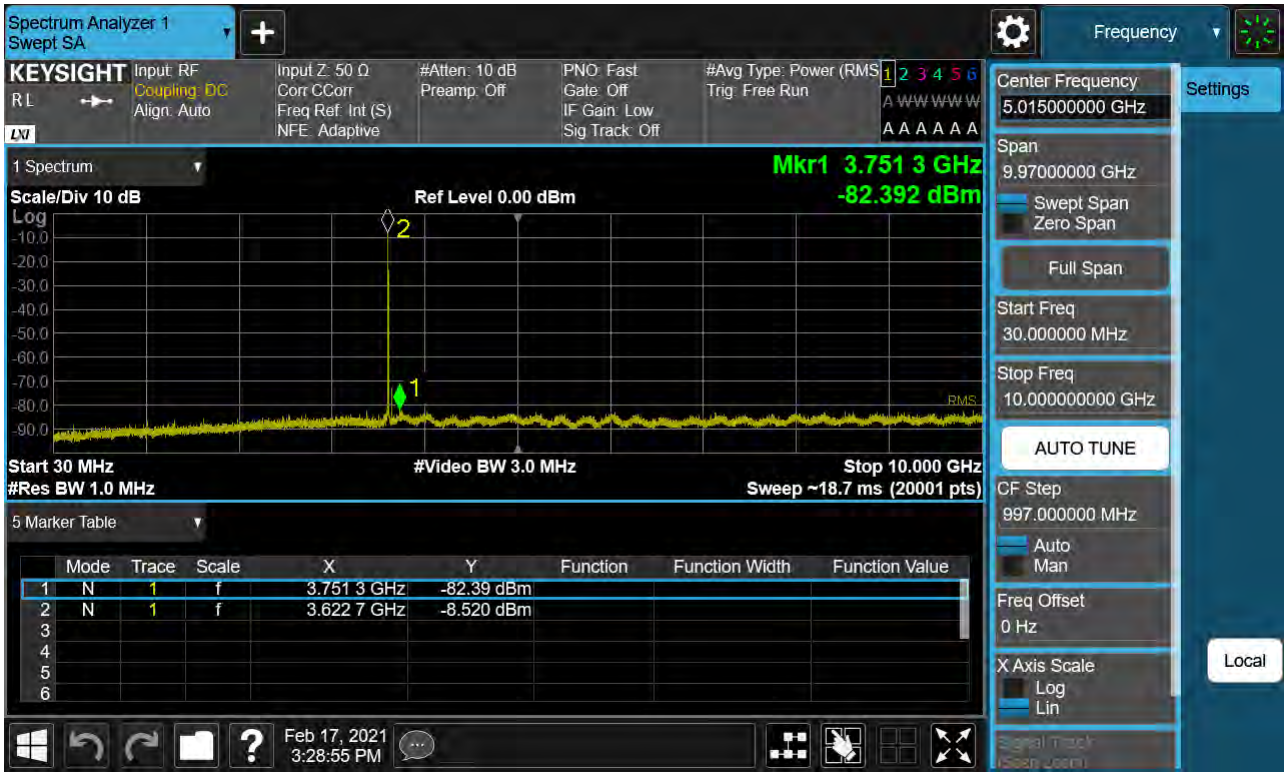 Spectrum Analyzer 1
Swept SA
+
Frequency
KEYSIGHT
RL
LXI
Input: RF
Coupling: DC
Align: Auto
Input Z: 50 Ω
Corr CCorr
Freq Ref: Int (S)
NFE: Adaptive
#Atten: 10 dB
Preamp: Off
PNO: Fast
Gate: Off
IF Gain: Low
Sig Track: Off
#Avg Type: Power (RMS
Trig: Free Run
1 2 3 4 5 6
A W W W W W
A A A A A A
1 Spectrum
Mkr1 3.751 3 GHz
-82.392 dBm
Scale/Div 10 dB
Ref Level 0.00 dBm
Log
-10.0
-20.0
-30.0
-40.0
-50.0
-60.0
-70.0
-80.0
-90.0
2
1
RMS
Start 30 MHz
#Video BW 3.0 MHz
Stop 10.000 GHz
#Res BW 1.0 MHz
Sweep ~18.7 ms (20001 pts)
5 Marker Table
Mode Trace Scale X Y Function Function Width Function Value
1 N 1 f 3.751 3 GHz -82.39 dBm
2 N 1 f 3.622 7 GHz -8.520 dBm
3
4
5
6
Feb 17, 2021
3:28:55 PM
Center Frequency
5.015000000 GHz
Settings
Span
9.97000000 GHz
Swept Span
Zero Span
Full Span
Start Freq
30.000000 MHz
Stop Freq
10.000000000 GHz
AUTO TUNE
CF Step
997.000000 MHz
Auto
Man
Freq Offset
0 Hz
X Axis Scale
Log
Lin
Signal Track
(Span Zoom)
Local